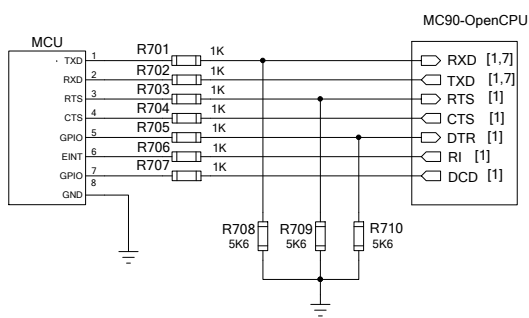 MC90-OpenCPU
MCU
TXD 1 R701 1K RXD [1,7]
RXD 2 R702 1K TXD [1,7]
RTS 3 R703 1K RTS [1]
CTS 4 R704 1K CTS [1]
GPIO 5 R705 1K DTR [1]
EINT 6 R706 1K RI [1]
GPIO 7 R707 1K DCD [1]
GND 8
R708 R709 R710
5K6 5K6 5K6